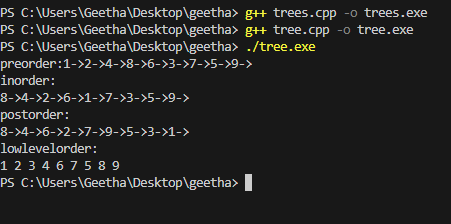 PS C:\Users\Geetha\Desktop\geetha> g++ trees.cpp -o trees.exe
PS C:\Users\Geetha\Desktop\geetha> g++ tree.cpp -o tree.exe
PS C:\Users\Geetha\Desktop\geetha> ./tree.exe
preorder:1->2->4->8->6->3->7->5->9->
inorder:
8->4->2->6->1->7->3->5->9->
postorder:
8->4->6->2->7->9->5->3->1->
lowlevelorder:
1 2 3 4 6 7 5 8 9
PS C:\Users\Geetha\Desktop\geetha>